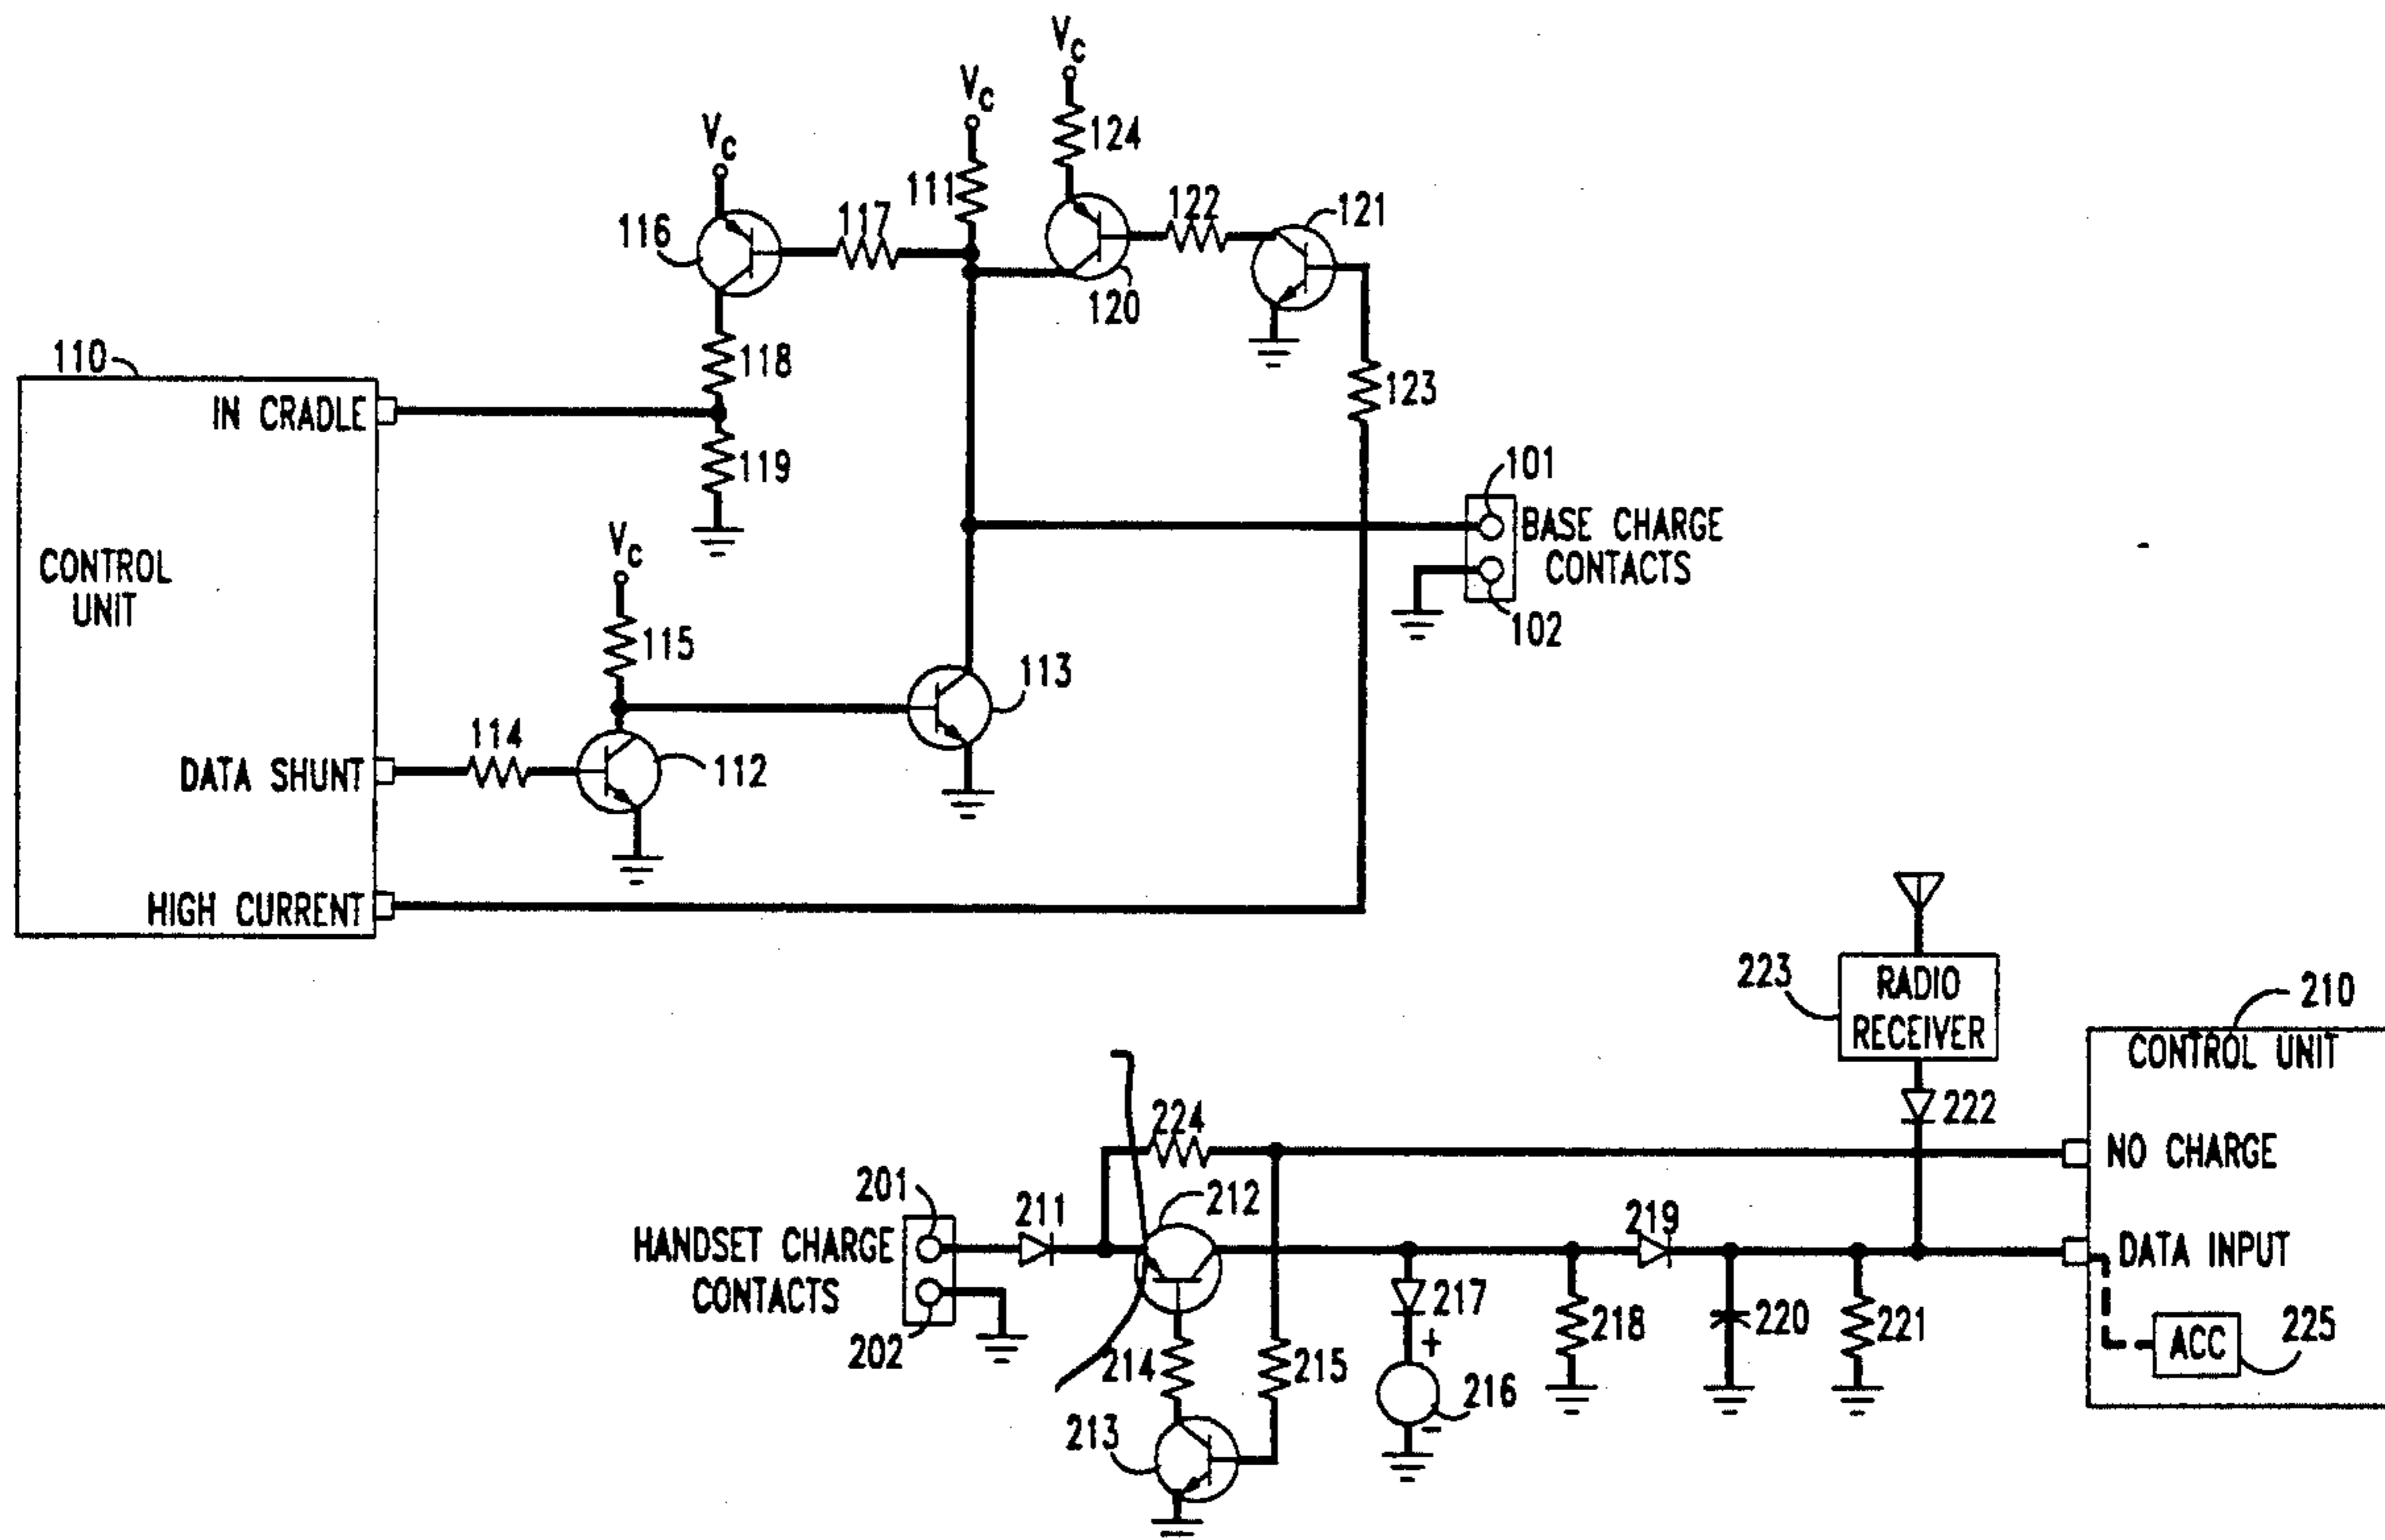 VC
VC
VC
124
111
117
122
121
116
120
118
123
110
IN CRADLE
119
101
BASE CHARGE
CONTACTS
102
VC
CONTROL
UNIT
115
113
114
DATA SHUNT
112
HIGH CURRENT
223
RADIO
RECEIVER
210
CONTROL UNIT
222
224
NO CHARGE
201
211
212
219
HANDSET CHARGE
CONTACTS
DATA INPUT
202
217
218
220
221
ACC
225
+
214
215
216
-
213